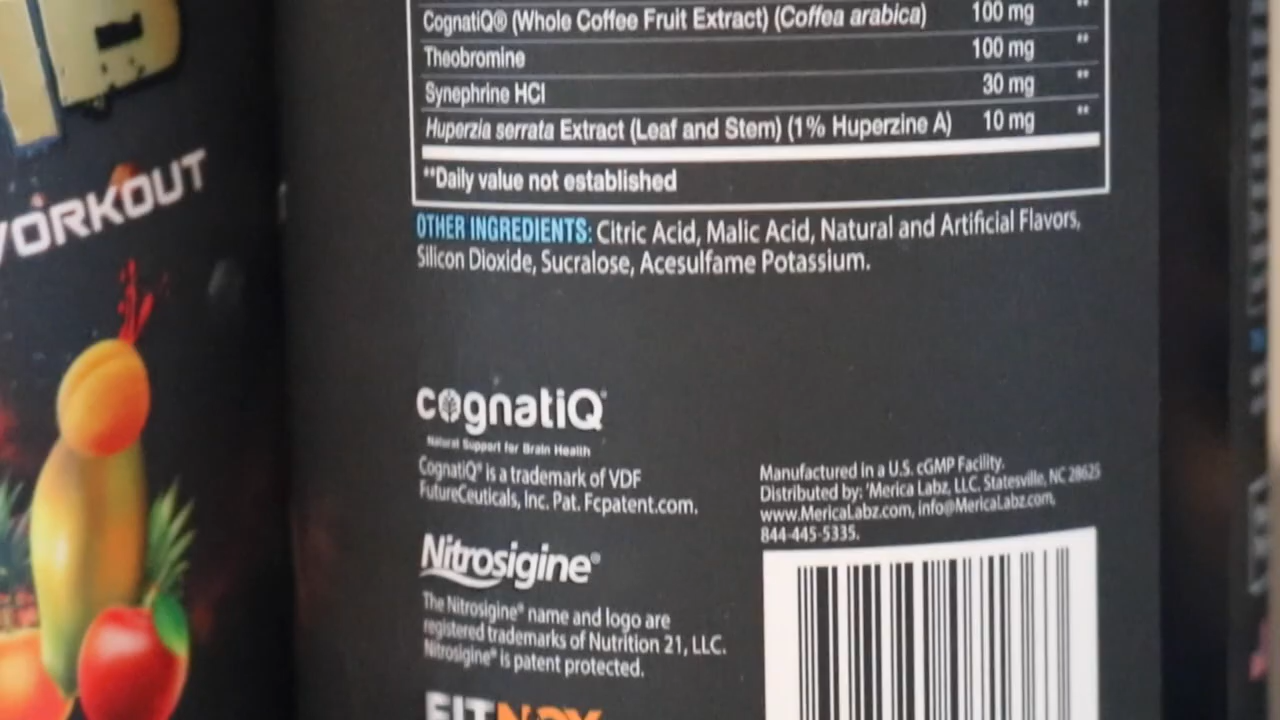 CognatiQ® (Whole Coffee Fruit Extract) (Coffea arabica) 100 mg **
Theobromine 100 mg **
Synephrine HCl 30 mg **
Huperzia serrata Extract (Leaf and Stem) (1% Huperzine A) 10 mg **
**Daily value not established
OTHER INGREDIENTS: Citric Acid, Malic Acid, Natural and Artificial Flavors,
Silicon Dioxide, Sucralose, Acesulfame Potassium.
WORKOUT
cognatiQ®
Natural Support for Brain Health
CognatiQ® is a trademark of VDF
FutureCeuticals, Inc. Pat. Fcpatent.com.
Nitrosigine®
The Nitrosigine® name and logo are
registered trademarks of Nutrition 21, LLC.
Nitrosigine® is patent protected.
Manufactured in a U.S. cGMP Facility.
Distributed by: 'Merica Labz, LLC. Statesville, NC 28625
www.MericaLabz.com, info@MericaLabz.com,
844-445-5335.